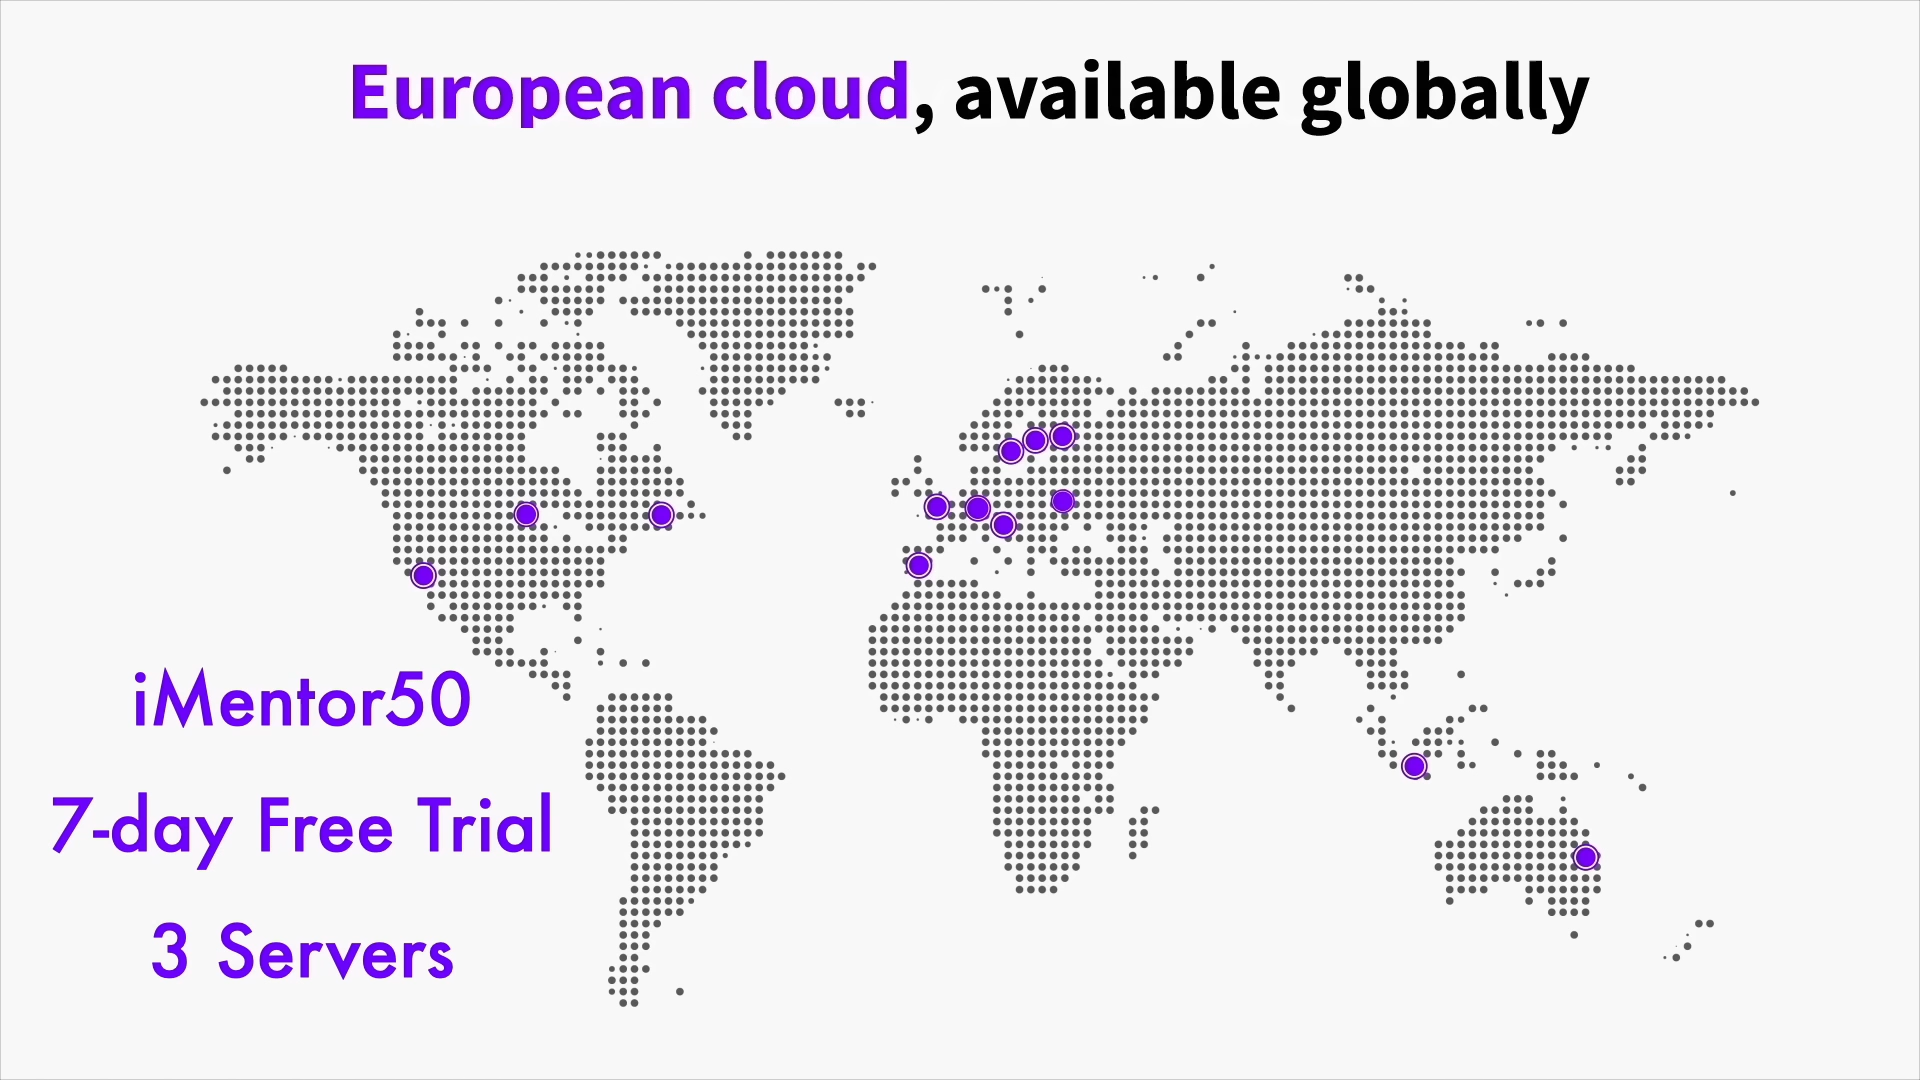 European cloud, available globally
iMentor50
7-day Free Trial
3 Servers